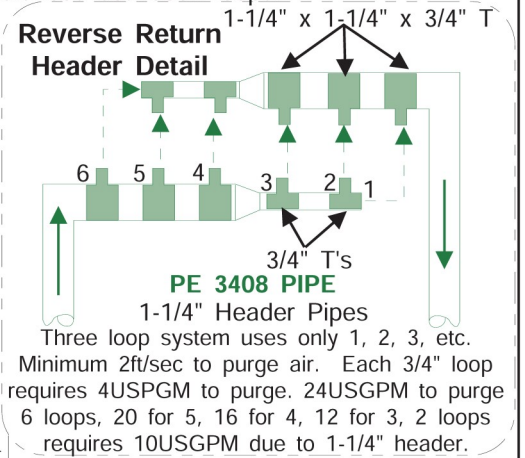 1-1/4" x 1-1/4" x 3/4" T
Reverse Return
Header Detail
6 5 4 3 2 1
3/4" T's
PE 3408 PIPE
1-1/4" Header Pipes
Three loop system uses only 1, 2, 3, etc.
Minimum 2ft/sec to purge air. Each 3/4" loop
requires 4USPGM to purge. 24USGPM to purge
6 loops, 20 for 5, 16 for 4, 12 for 3, 2 loops
requires 10USGPM due to 1-1/4" header.